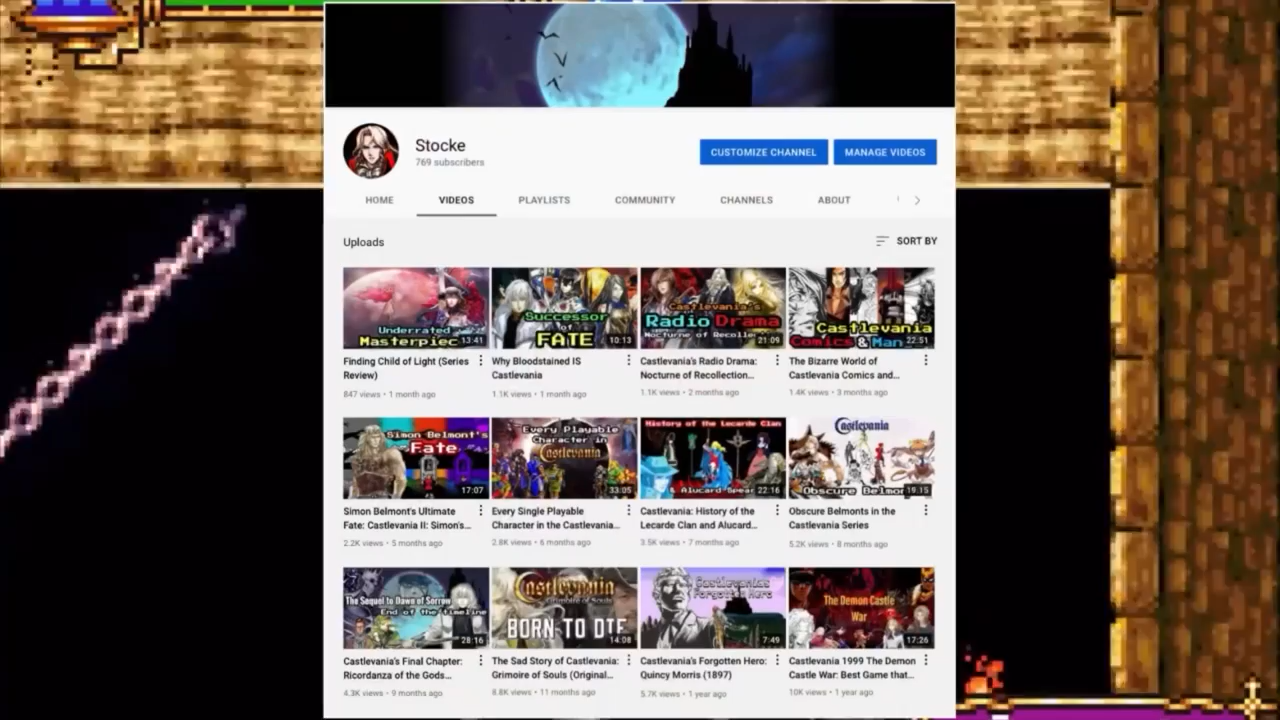 Stocke
769 subscribers
CUSTOMIZE CHANNEL
MANAGE VIDEOS
HOME
VIDEOS
PLAYLISTS
COMMUNITY
CHANNELS
ABOUT
Uploads
SORT BY
Underrated
Masterpiec
13:41
Finding Child of Light (Series
Review)
847 views • 1 month ago
Successor
of
FATE
10:13
Why Bloodstained IS
Castlevania
1.1K views • 1 month ago
Castlevania's
Radio Drama
Nocturne of Recolle
21:09
Castlevania's Radio Drama:
Nocturne of Recollection...
1.1K views • 2 months ago
Castlevania
Comics & Man
22:51
The Bizarre World of
Castlevania Comics and...
1.4K views • 3 months ago
Simon Belmont's
Fate
17:07
Simon Belmont's Ultimate
Fate: Castlevania II: Simon's...
2.2K views • 5 months ago
Every Playable
Character in
Castlevania
33:05
Every Single Playable
Character in the Castlevania...
2.8K views • 6 months ago
History of the Lecarde Clan
& Alucard Spear
22:16
Castlevania: History of the
Lecarde Clan and Alucard...
3.5K views • 7 months ago
Castlevania
Obscure Belmon
19:15
Obscure Belmonts in the
Castlevania Series
5.2K views • 8 months ago
The Sequel to Dawn of Sorrow
End of the timeline
28:16
Castlevania's Final Chapter:
Ricordanza of the Gods...
4.3K views • 9 months ago
Castlevania
Grimoire of Souls
BORN TO DIE
14:08
The Sad Story of Castlevania:
Grimoire of Souls (Original...
8.8K views • 11 months ago
Castlevania's
Forgotten Hero
7:49
Castlevania's Forgotten Hero:
Quincy Morris (1897)
5.7K views • 1 year ago
The Demon Castle
War
17:26
Castlevania 1999 The Demon
Castle War: Best Game that...
10K views • 1 year ago